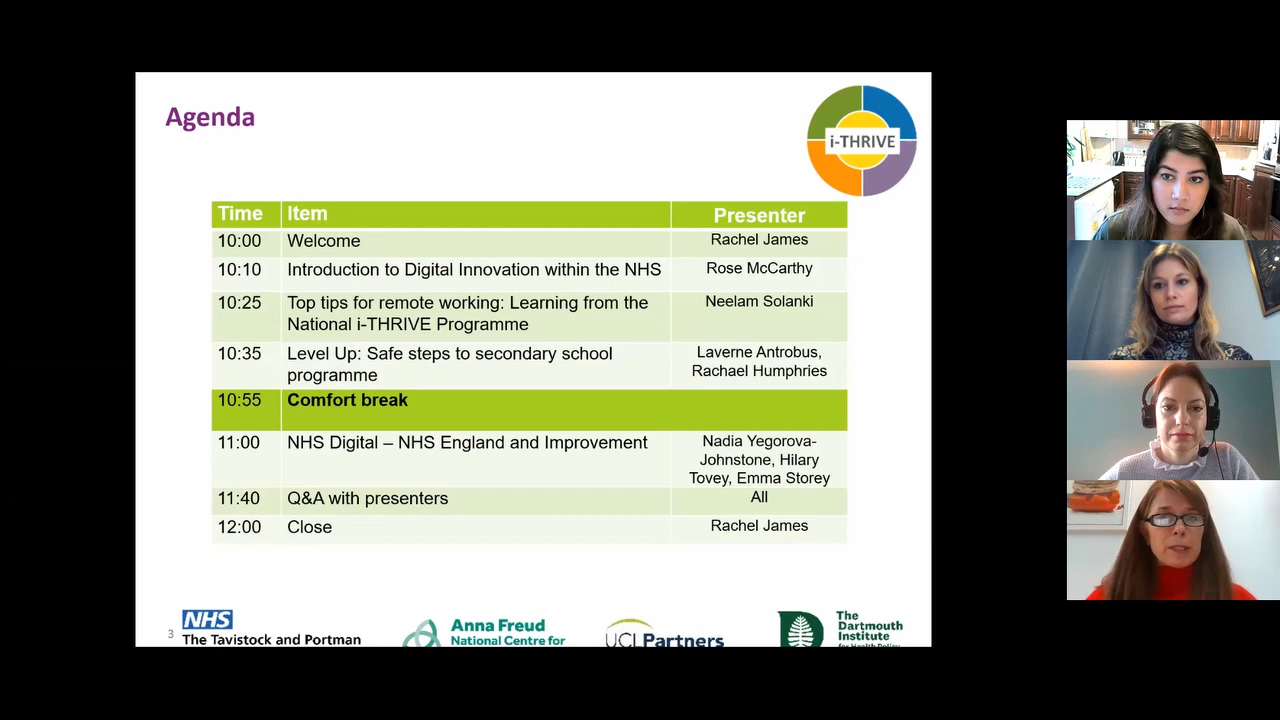 Agenda
i-THRIVE
Time Item Presenter
10:00 Welcome Rachel James
10:10 Introduction to Digital Innovation within the NHS Rose McCarthy
10:25 Top tips for remote working: Learning from the Neelam Solanki
National i-THRIVE Programme
10:35 Level Up: Safe steps to secondary school Laverne Antrobus,
programme Rachael Humphries
10:55 Comfort break
11:00 NHS Digital – NHS England and Improvement Nadia Yegorova-
Johnstone, Hilary
Tovey, Emma Storey
11:40 Q&A with presenters All
12:00 Close Rachel James
3
NHS
The Tavistock and Portman
Anna Freud
National Centre for
UCLPartners
The
Dartmouth
Institute
for Health Policy